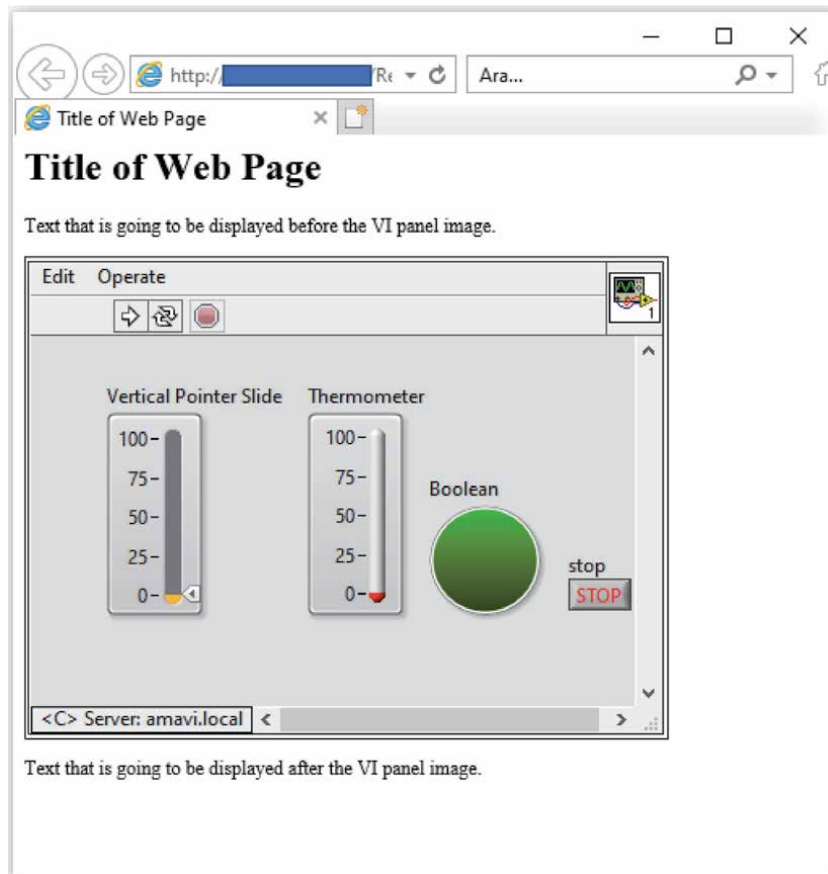 http:// /Re
Ara...
Title of Web Page
Title of Web Page
Text that is going to be displayed before the VI panel image.
Edit Operate
1
Vertical Pointer Slide Thermometer
100 100
75 75
Boolean
50 50
25 25
stop
0 0 STOP
<C> Server: amavi.local
Text that is going to be displayed after the VI panel image.